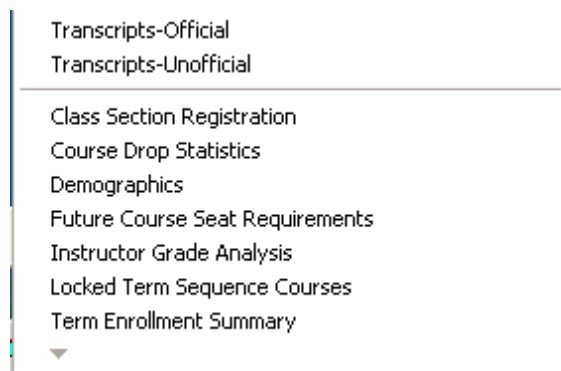 Transcripts-Official
Transcripts-Unofficial
Class Section Registration
Course Drop Statistics
Demographics
Future Course Seat Requirements
Instructor Grade Analysis
Locked Term Sequence Courses
Term Enrollment Summary